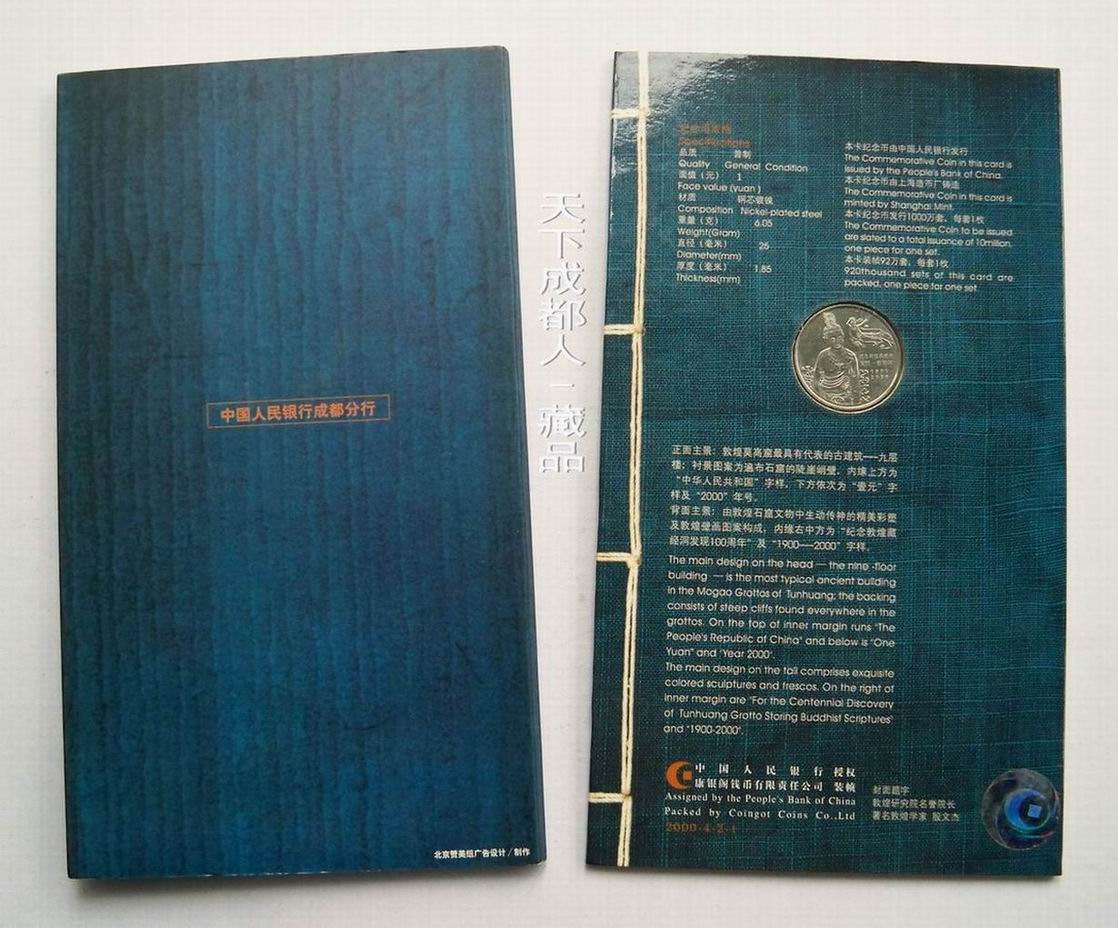 中国人民银行成都分行
北京赞美组广告设计/制作
天下成都人一藏品
Specifications
品质 普制
Quality General Condition
面值（元） 1
Face value (yuan)
材质 钢芯镀镍
Composition Nickel-plated steel
重量（克） 6.05
Weight(Gram)
直径（毫米） 25
Diameter(mm)
厚度（毫米） 1.85
Thickness(mm)
本卡纪念币由中国人民银行发行
The Commemorative Coin in this card is
issued by the People's Bank of China.
本卡纪念币由上海造币厂铸造
The Commemorative Coin in this card is
minted by Shanghai Mint.
本卡纪念币发行1000万套，每套1枚
The Commemorative Coin to be issued
are slated to a total issuance of 10million,
one piece for one set.
本卡装帧92万套，每套1枚
920thousand sets of this card are
packed, one piece for one set.
正面主景：敦煌莫高窟最具有代表的古建筑——九层
楼；衬景图案为遍布石窟的陡崖峭壁，内缘上方为
“中华人民共和国”字样，下方依次为“壹元”字
样及“2000”年号。
背面主景：由敦煌石窟文物中生动传神的精美彩塑
及敦煌壁画图案构成，内缘右中方为“纪念敦煌藏
经洞发现100周年”及“1900—2000”字样。
The main design on the head — the nine -floor
building — is the most typical ancient building
in the Mogao Grottos of Tunhuang; the backing
consists of steep cliffs found everywhere in the
grottos. On the top of inner margin runs "The
People's Republic of China" and below is "One
Yuan" and "Year 2000".
The main design on the tail comprises exquisite
colored sculptures and frescos. On the right of
inner margin are "For the Centennial Discovery
of Tunhuang Grotto Storing Buddhist Scriptures"
and "1900-2000".
中国人民银行授权
康银阁钱币有限责任公司 装帧
Assigned by the People's Bank of China
Packed by Coingot Coins Co.,Ltd
2000-4-2-1
封面题字
敦煌研究院名誉院长
著名敦煌学家 段文杰